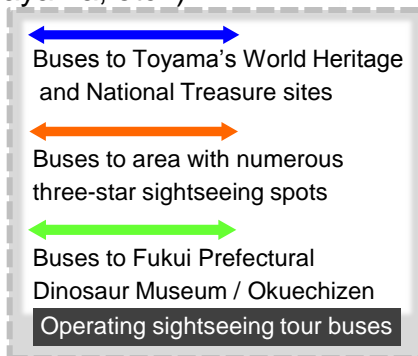 Buses to Toyama's World Heritage
and National Treasure sites
Buses to area with numerous
three-star sightseeing spots
Buses to Fukui Prefectural
Dinosaur Museum / Okuechizen
Operating sightseeing tour buses